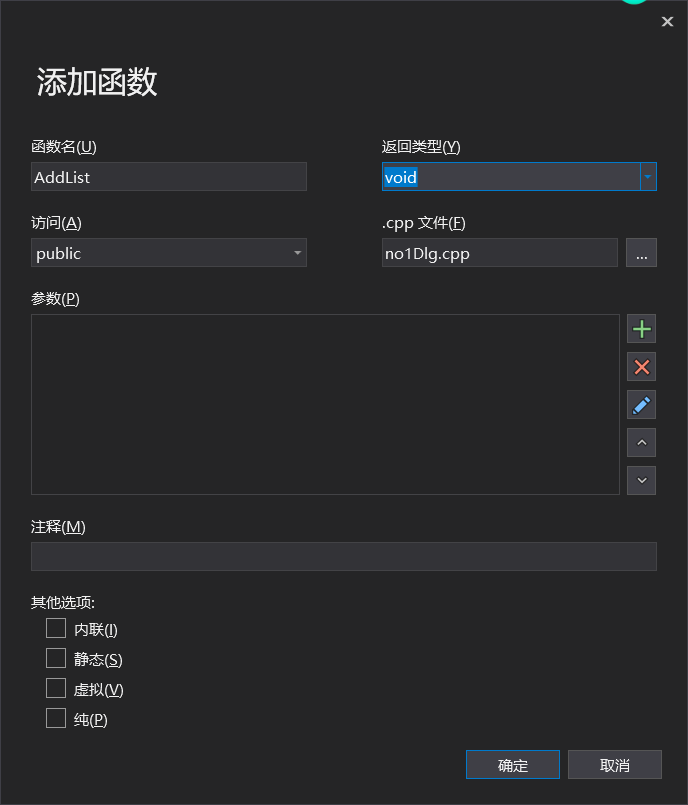 添加函数
函数名(U) 返回类型(Y)
AddList void
访问(A) .cpp 文件(F)
public no1Dlg.cpp ...
参数(P)
注释(M)
其他选项:
内联(I)
静态(S)
虚拟(V)
纯(P)
确定 取消